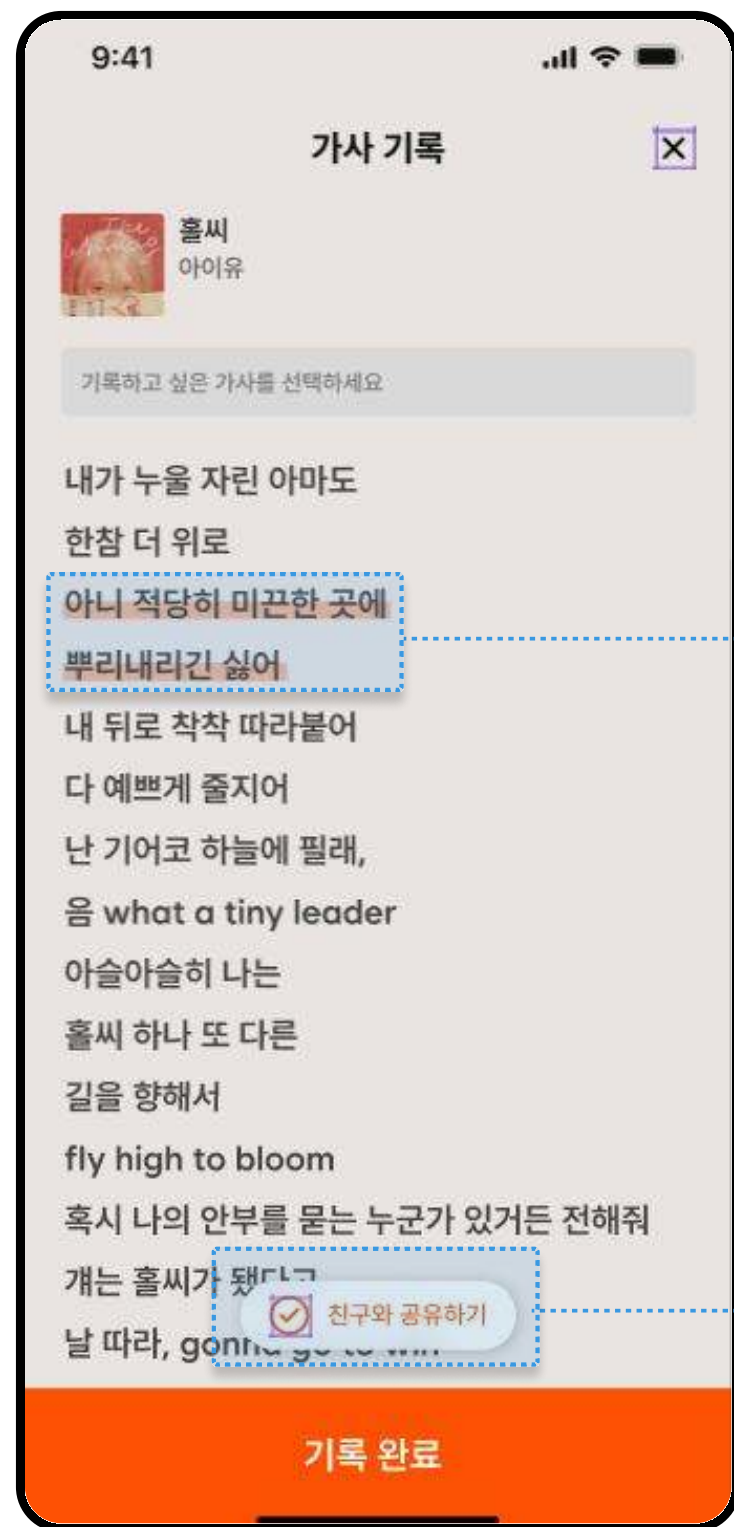 9:41
가사 기록
홀씨
아이유
기록하고 싶은 가사를 선택하세요
내가 누울 자린 아마도
한참 더 위로
아니 적당히 미끈한 곳에
뿌리내리긴 싫어
내 뒤로 착착 따라붙어
다 예쁘게 줄지어
난 기어코 하늘에 필래,
음 what a tiny leader
아슬아슬히 나는
홀씨 하나 또 다른
길을 향해서
fly high to bloom
혹시 나의 안부를 묻는 누군가 있거든 전해줘
걔는 홀씨가 됐다고
날 따라, gonna go to win
친구와 공유하기
기록 완료